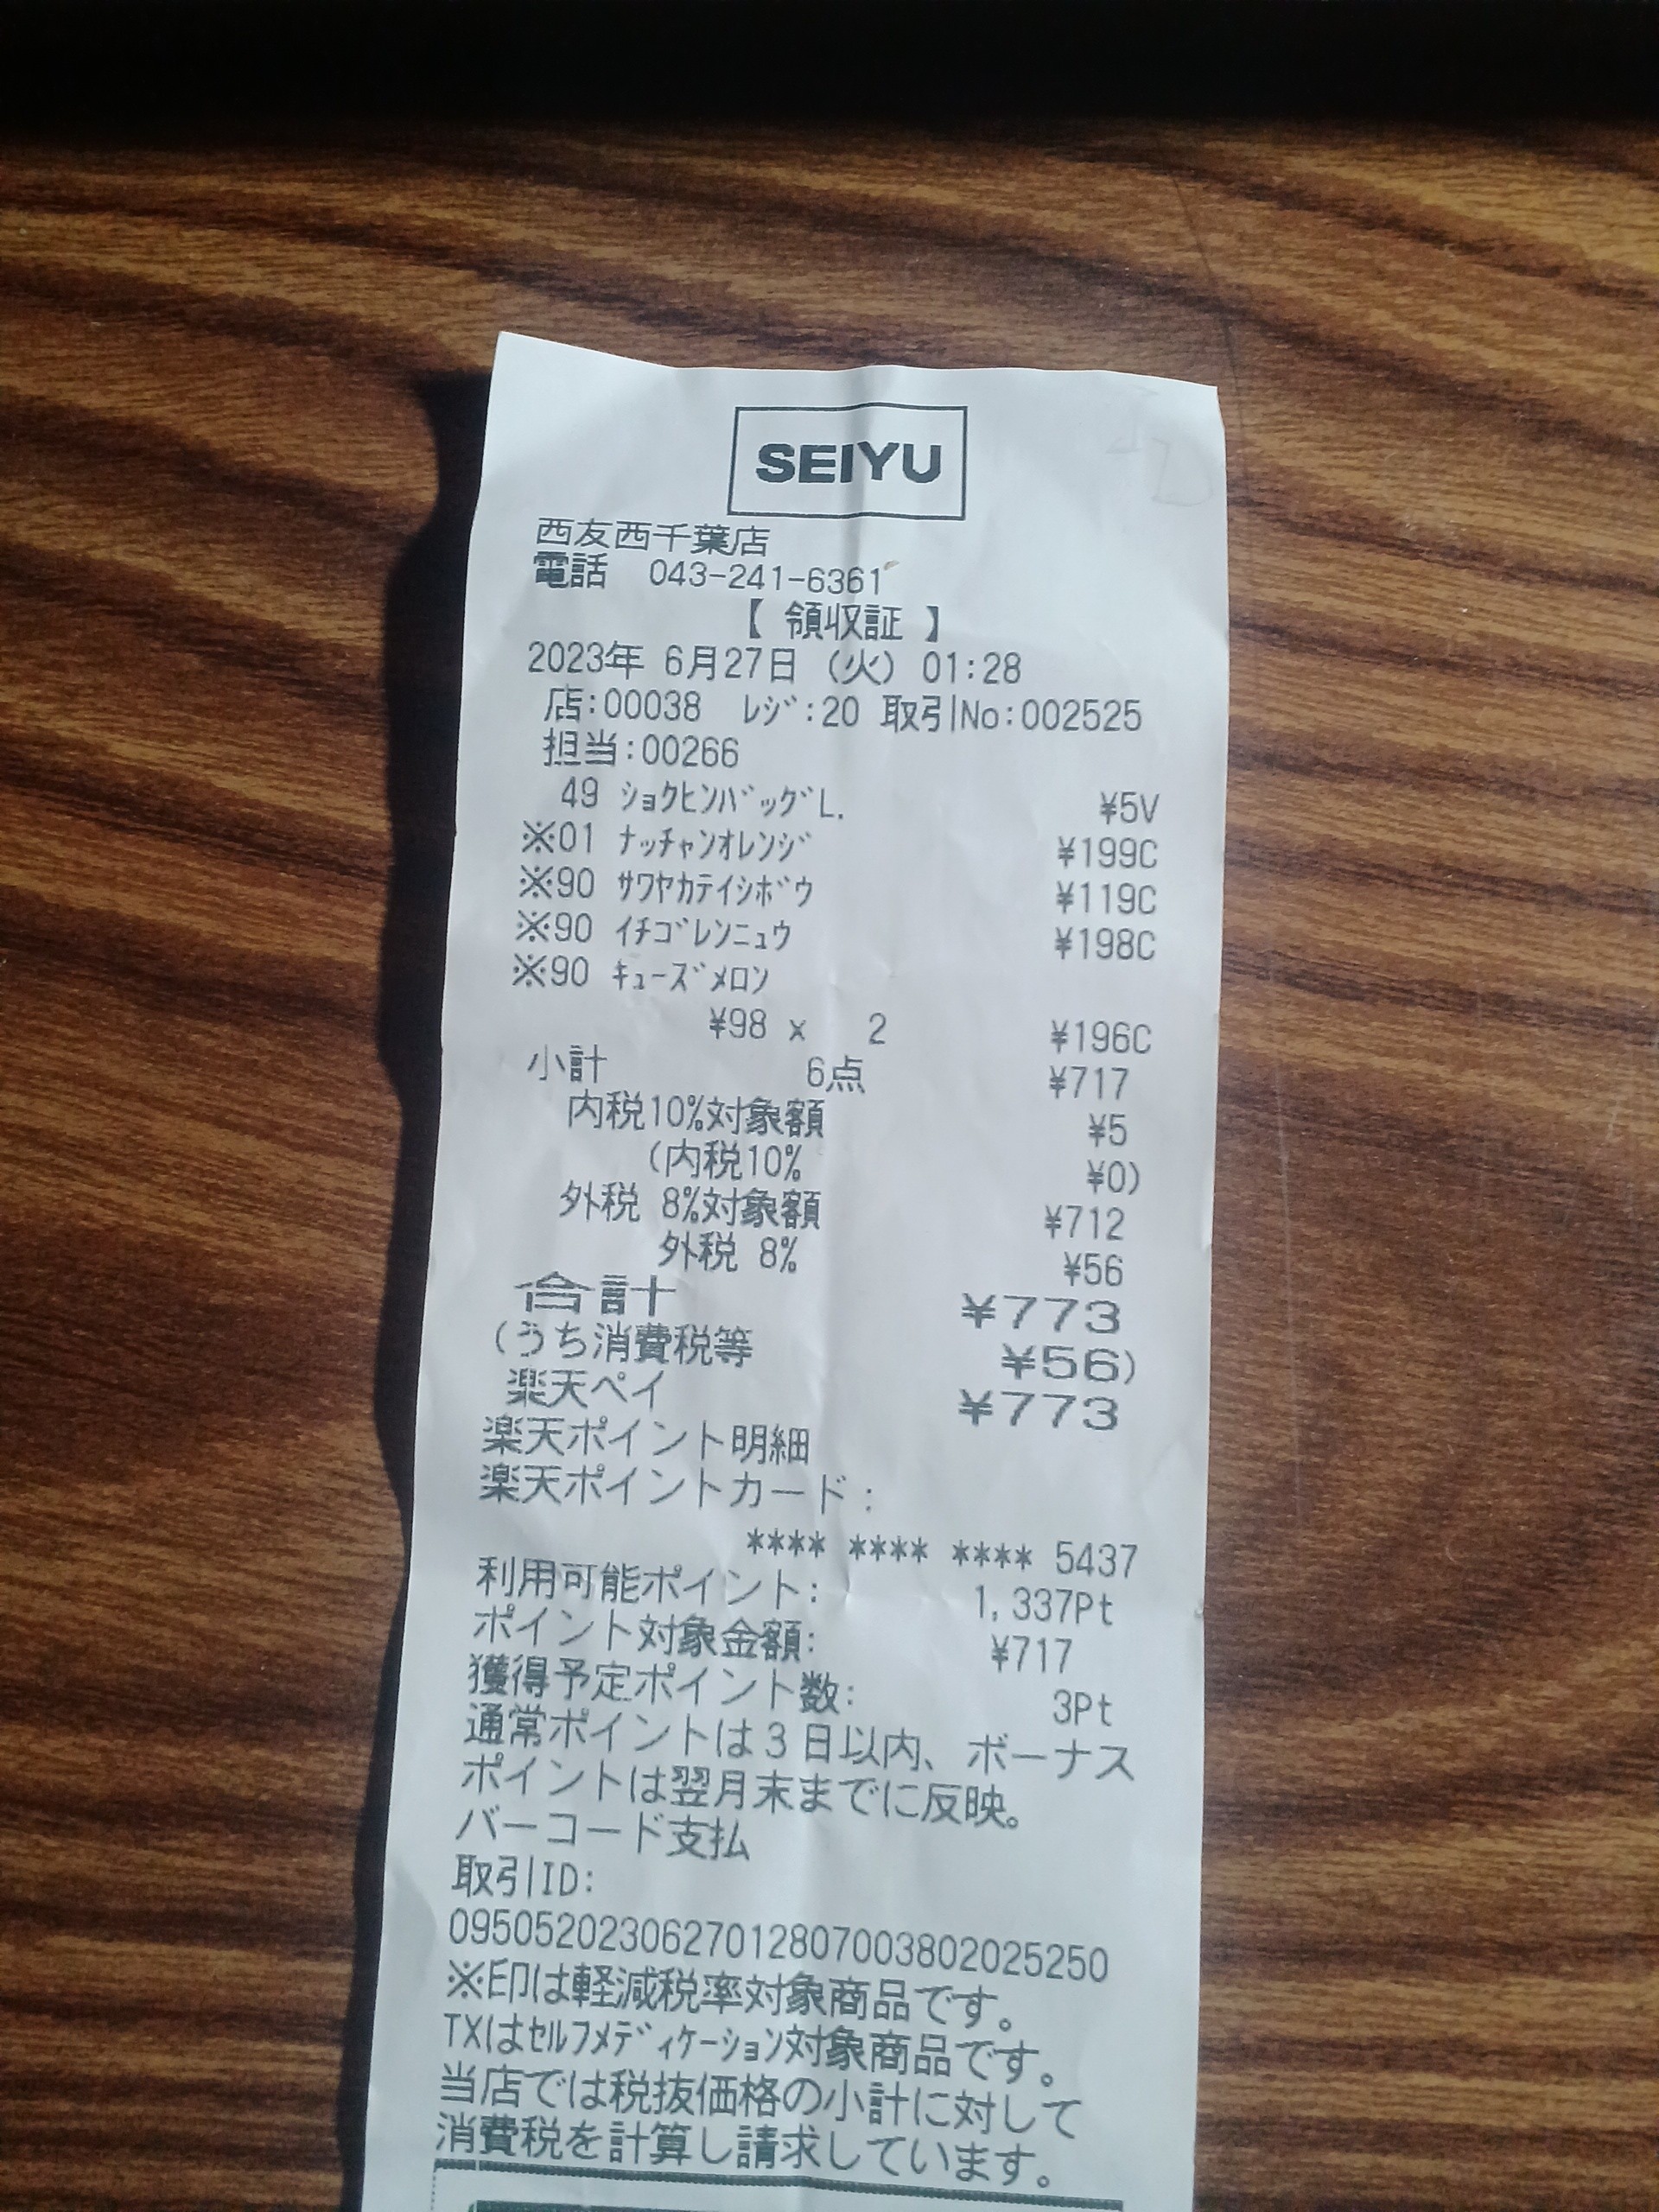 SEIYU
西友西千葉店
電話 043-241-6361
【 領収証 】
2023年 6月27日 (火) 01:28
店:00038 ﾚｼﾞ:20 取引No:002525
担当:00266
49 ｼｮｸﾋﾝﾊﾞｯｸﾞL. ¥5V
※01 ﾅｯﾁｬﾝｵﾚﾝｼﾞ ¥199C
※90 ｻﾜﾔｶﾃｲｼﾎﾞｳ ¥119C
※90 ｲﾁｺﾞﾚﾝﾆｭｳ ¥198C
※90 ｷｭｰｽﾞﾒﾛﾝ
¥98 x 2 ¥196C
小計 6点 ¥717
内税10%対象額 ¥5
(内税10% ¥0)
外税 8%対象額 ¥712
外税 8% ¥56
合計 ¥773
(うち消費税等 ¥56)
楽天ペイ ¥773
楽天ポイント明細
楽天ポイントカード:
**** **** **** 5437
利用可能ポイント: 1,337Pt
ポイント対象金額: ¥717
獲得予定ポイント数: 3Pt
通常ポイントは3日以内、ボーナス
ポイントは翌月末までに反映。
バーコード支払
取引ID:
0950520230627012807003802025250
※印は軽減税率対象商品です。
TXはｾﾙﾌﾒﾃﾞｨｹｰｼｮﾝ対象商品です。
当店では税抜価格の小計に対して
消費税を計算し請求しています。